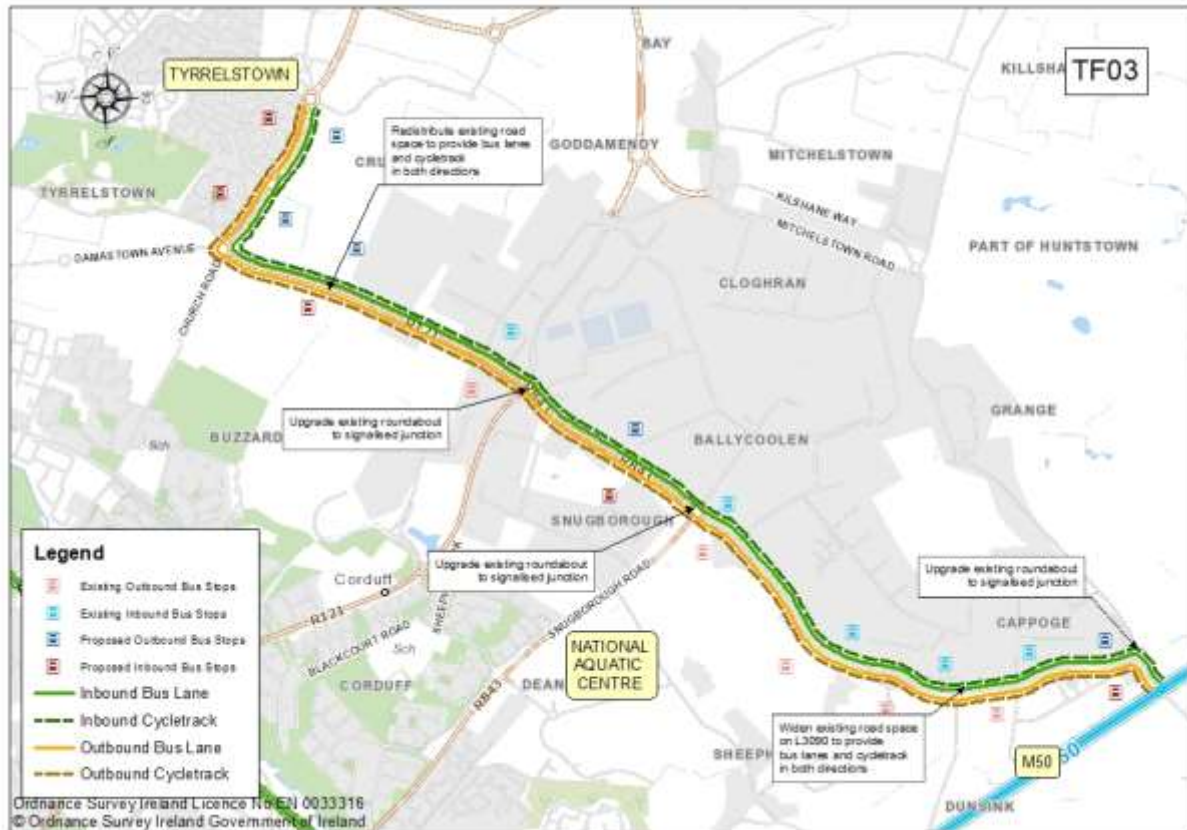 TF03
BAY
KILLSHA
TYRRELSTOWN
N
W
S
Redistribute existing road
space to provide bus lanes
and cycletrack
in both directions
CRU
GODDAMENDY
MITCHELSTOWN
TYRRELSTOWN
KILSHANE WAY
MITCHELSTOWN ROAD
PART OF HUNTSTOWN
DAMASTOWN AVENUE
CHURCH ROAD
CLOGHRAN
Upgrade existing roundabout
to signalised junction
GRANGE
Sch
BUZZARD
BALLYCOOLEN
SNUGBOROUGH
Upgrade existing roundabout
to signalised junction
Upgrade existing roundabout
to signalised junction
Corduff
R121
BLACKCOURT ROAD
Sch
SNUGBOROUGH ROAD
CAPPOGE
NATIONAL
AQUATIC
CENTRE
DEAN
CORDUFF
R843
Widen existing road space
on L3090 to provide
bus lanes and cycletrack
in both directions
SHEEPH
M50
50
DUNSINK
Legend
Existing Outbound Bus Stops
Existing Inbound Bus Stops
Proposed Outbound Bus Stops
Proposed Inbound Bus Stops
Inbound Bus Lane
Inbound Cycletrack
Outbound Bus Lane
Outbound Cycletrack
Ordnance Survey Ireland Licence No EN 0033316
© Ordnance Survey Ireland Government of Ireland